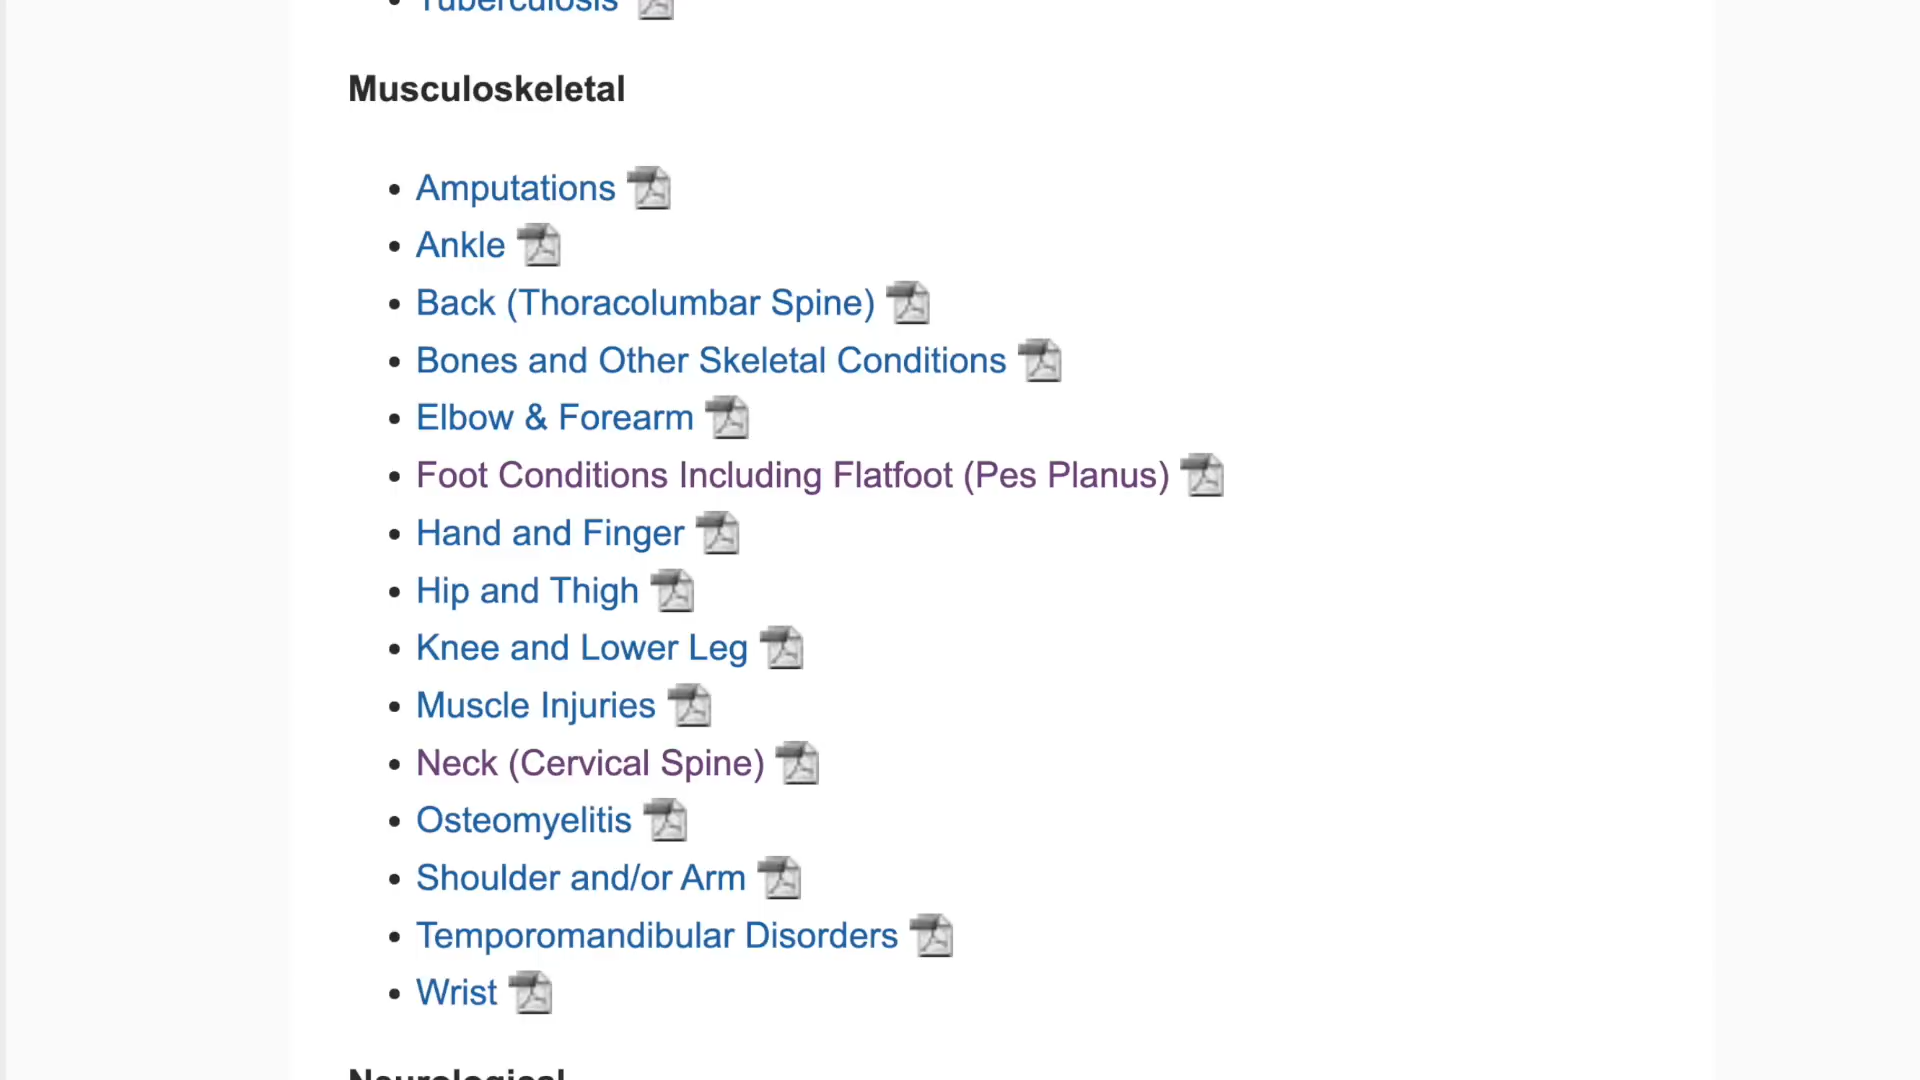 Tuberculosis
Musculoskeletal
Amputations
Ankle
Back (Thoracolumbar Spine)
Bones and Other Skeletal Conditions
Elbow & Forearm
Foot Conditions Including Flatfoot (Pes Planus)
Hand and Finger
Hip and Thigh
Knee and Lower Leg
Muscle Injuries
Neck (Cervical Spine)
Osteomyelitis
Shoulder and/or Arm
Temporomandibular Disorders
Wrist
Neurological